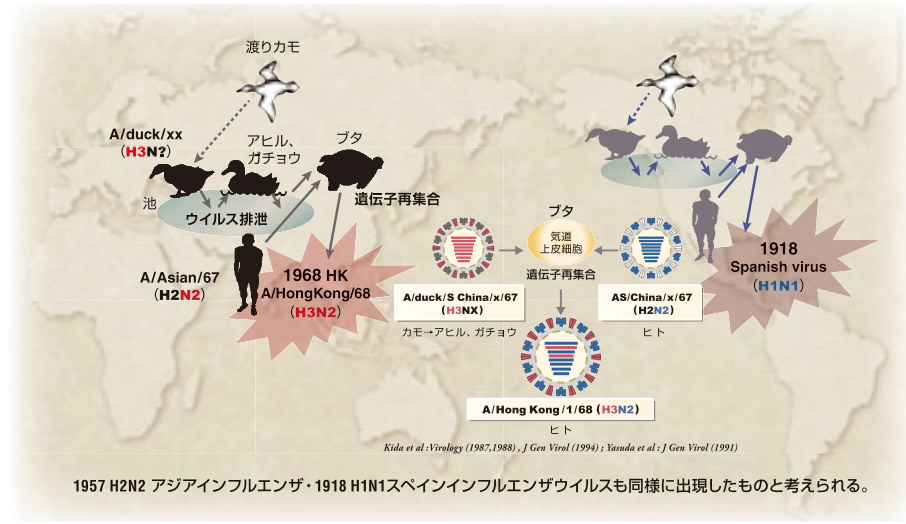 渡りカモ
A/duck/xx
（H3N?）
アヒル、
ガチョウ
ブタ
池
ウイルス排泄
遺伝子再集合
A/Asian/67
（H2N2）
1968 HK
A/HongKong/68
（H3N2）
ブタ
気道
上皮細胞
遺伝子再集合
A/duck/S China/x/67
（H3NX）
カモ→アヒル、ガチョウ
AS/China/x/67
（H2N2）
ヒト
A/Hong Kong/1/68（H3N2）
ヒト
1918
Spanish virus
（H1N1）
Kida et al :Virology (1987,1988) , J Gen Virol (1994) ; Yasuda et al : J Gen Virol (1991)
1957 H2N2 アジアインフルエンザ・1918 H1N1スペインインフルエンザウイルスも同様に出現したものと考えられる。